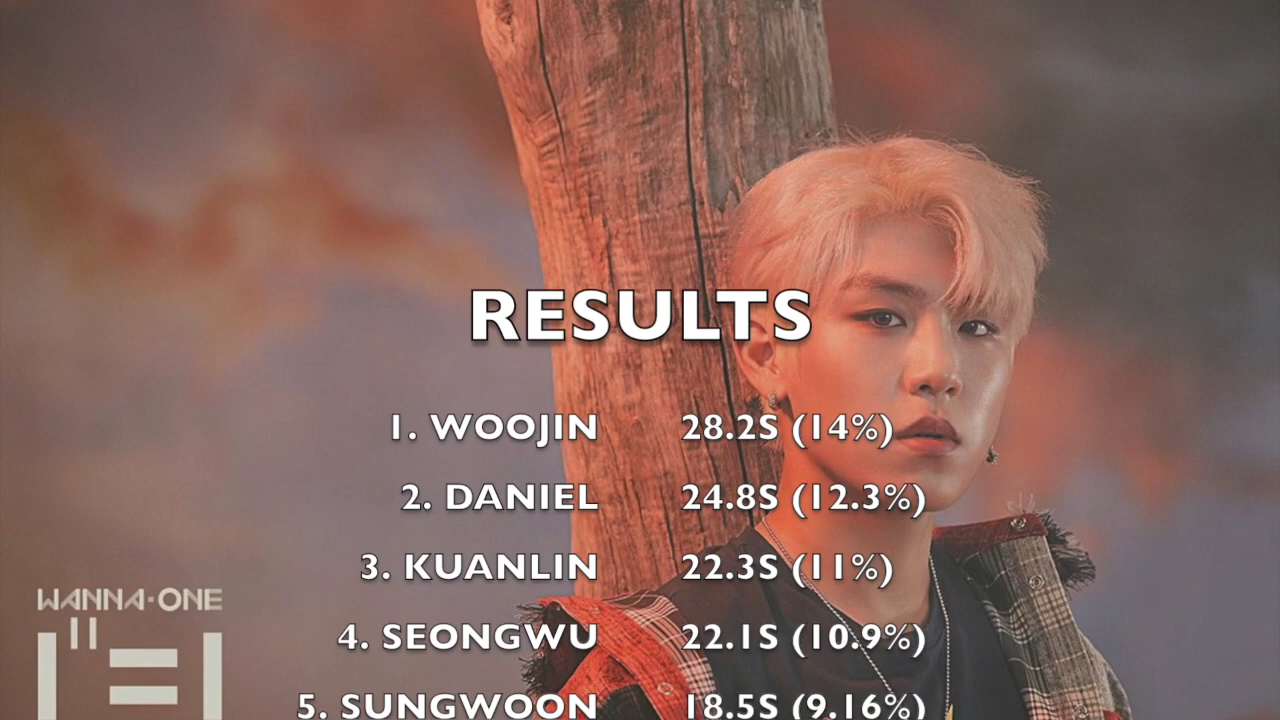 RESULTS
1. WOOJIN 28.2S (14%)
2. DANIEL 24.8S (12.3%)
3. KUANLIN 22.3S (11%)
4. SEONGWU 22.1S (10.9%)
5. SUNGWOON 18.5S (9.16%)
WANNA·ONE